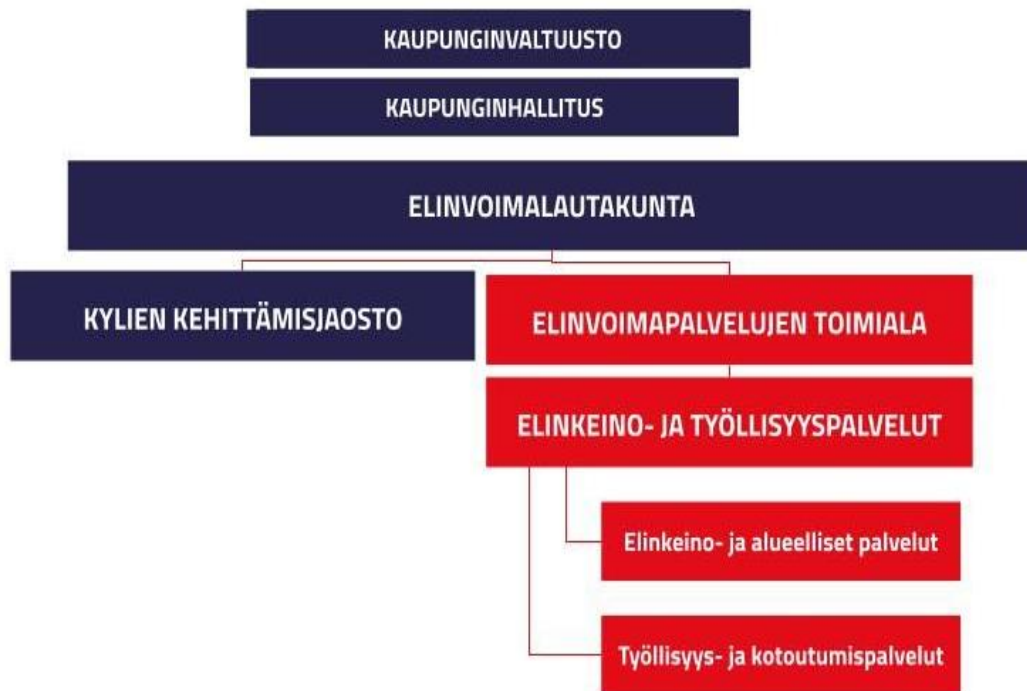 KAUPUNGINVALTUUSTO
KAUPUNGINHALLITUS
ELINVOIMALAUTAKUNTA
KYLIEN KEHITTÄMISJAOSTO
ELINVOIMAPALVELUJEN TOIMIALA
ELINKEINO- JA TYÖLLISYYSPALVELUT
Elinkeino- ja alueelliset palvelut
Työllisyys- ja kotoutumispalvelut